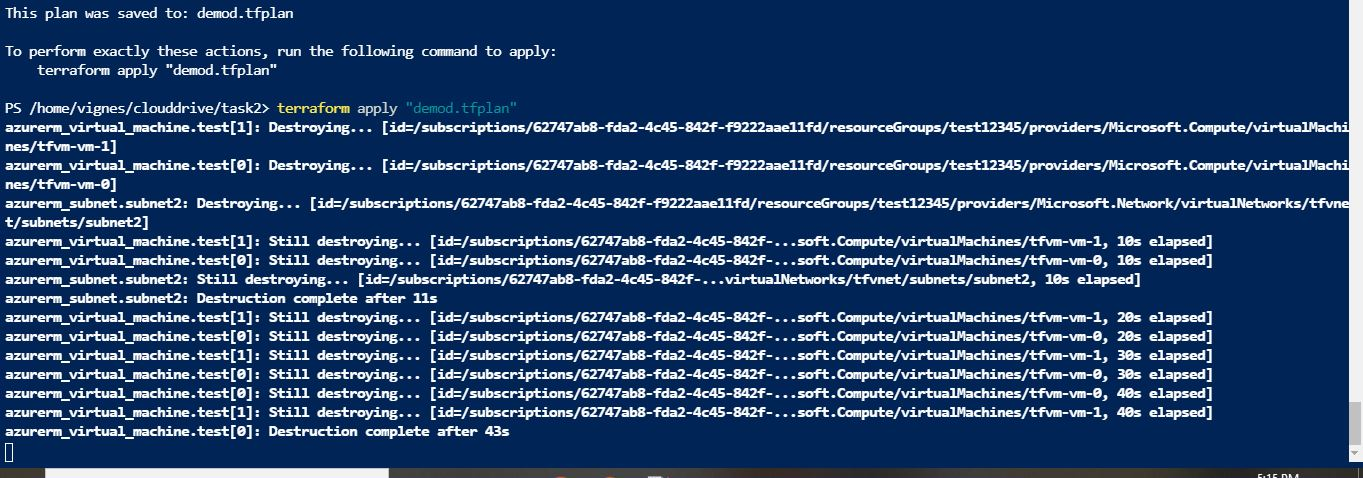 This plan was saved to: demod.tfplan
To perform exactly these actions, run the following command to apply:
terraform apply "demod.tfplan"
PS /home/vignes/clouddrive/task2> terraform apply "demod.tfplan"
azurerm_virtual_machine.test[1]: Destroying... [id=/subscriptions/62747ab8-fda2-4c45-842f-f9222aae11fd/resourceGroups/test12345/providers/Microsoft.Compute/virtualMachi
nes/tfvm-vm-1]
azurerm_virtual_machine.test[0]: Destroying... [id=/subscriptions/62747ab8-fda2-4c45-842f-f9222aae11fd/resourceGroups/test12345/providers/Microsoft.Compute/virtualMachi
nes/tfvm-vm-0]
azurerm_subnet.subnet2: Destroying... [id=/subscriptions/62747ab8-fda2-4c45-842f-f9222aae11fd/resourceGroups/test12345/providers/Microsoft.Network/virtualNetworks/tfvne
t/subnets/subnet2]
azurerm_virtual_machine.test[1]: Still destroying... [id=/subscriptions/62747ab8-fda2-4c45-842f-...soft.Compute/virtualMachines/tfvm-vm-1, 10s elapsed]
azurerm_virtual_machine.test[0]: Still destroying... [id=/subscriptions/62747ab8-fda2-4c45-842f-...soft.Compute/virtualMachines/tfvm-vm-0, 10s elapsed]
azurerm_subnet.subnet2: Still destroying... [id=/subscriptions/62747ab8-fda2-4c45-842f-...virtualNetworks/tfvnet/subnets/subnet2, 10s elapsed]
azurerm_subnet.subnet2: Destruction complete after 11s
azurerm_virtual_machine.test[1]: Still destroying... [id=/subscriptions/62747ab8-fda2-4c45-842f-...soft.Compute/virtualMachines/tfvm-vm-1, 20s elapsed]
azurerm_virtual_machine.test[0]: Still destroying... [id=/subscriptions/62747ab8-fda2-4c45-842f-...soft.Compute/virtualMachines/tfvm-vm-0, 20s elapsed]
azurerm_virtual_machine.test[1]: Still destroying... [id=/subscriptions/62747ab8-fda2-4c45-842f-...soft.Compute/virtualMachines/tfvm-vm-1, 30s elapsed]
azurerm_virtual_machine.test[0]: Still destroying... [id=/subscriptions/62747ab8-fda2-4c45-842f-...soft.Compute/virtualMachines/tfvm-vm-0, 30s elapsed]
azurerm_virtual_machine.test[0]: Still destroying... [id=/subscriptions/62747ab8-fda2-4c45-842f-...soft.Compute/virtualMachines/tfvm-vm-0, 40s elapsed]
azurerm_virtual_machine.test[1]: Still destroying... [id=/subscriptions/62747ab8-fda2-4c45-842f-...soft.Compute/virtualMachines/tfvm-vm-1, 40s elapsed]
azurerm_virtual_machine.test[0]: Destruction complete after 43s
5:15 PM